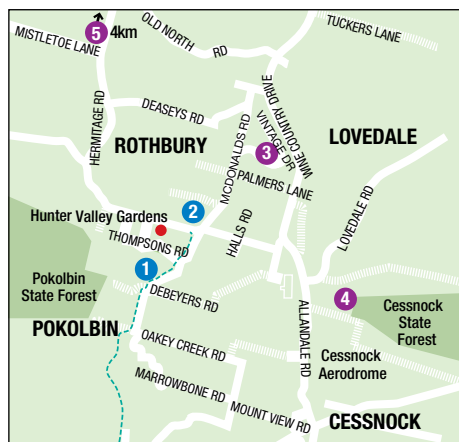 5 4km
MISTLETOE LANE
OLD NORTH RD
TUCKERS LANE
HERMITAGE RD
DEASEYS RD
ROTHBURY
MCDONALDS RD
WINE COUNTRY DRIVE
VINTAGE DR
3
LOVEDALE
PALMERS LANE
2
Hunter Valley Gardens
THOMPSONS RD
HALLS RD
LOVEDALE RD
1
Pokolbin
State Forest
DEBEYERS RD
4
POKOLBIN
ALLANDALE RD
Cessnock
State
Forest
OAKEY CREEK RD
Cessnock
Aerodrome
MARROWBONE RD
MOUNT VIEW RD
CESSNOCK